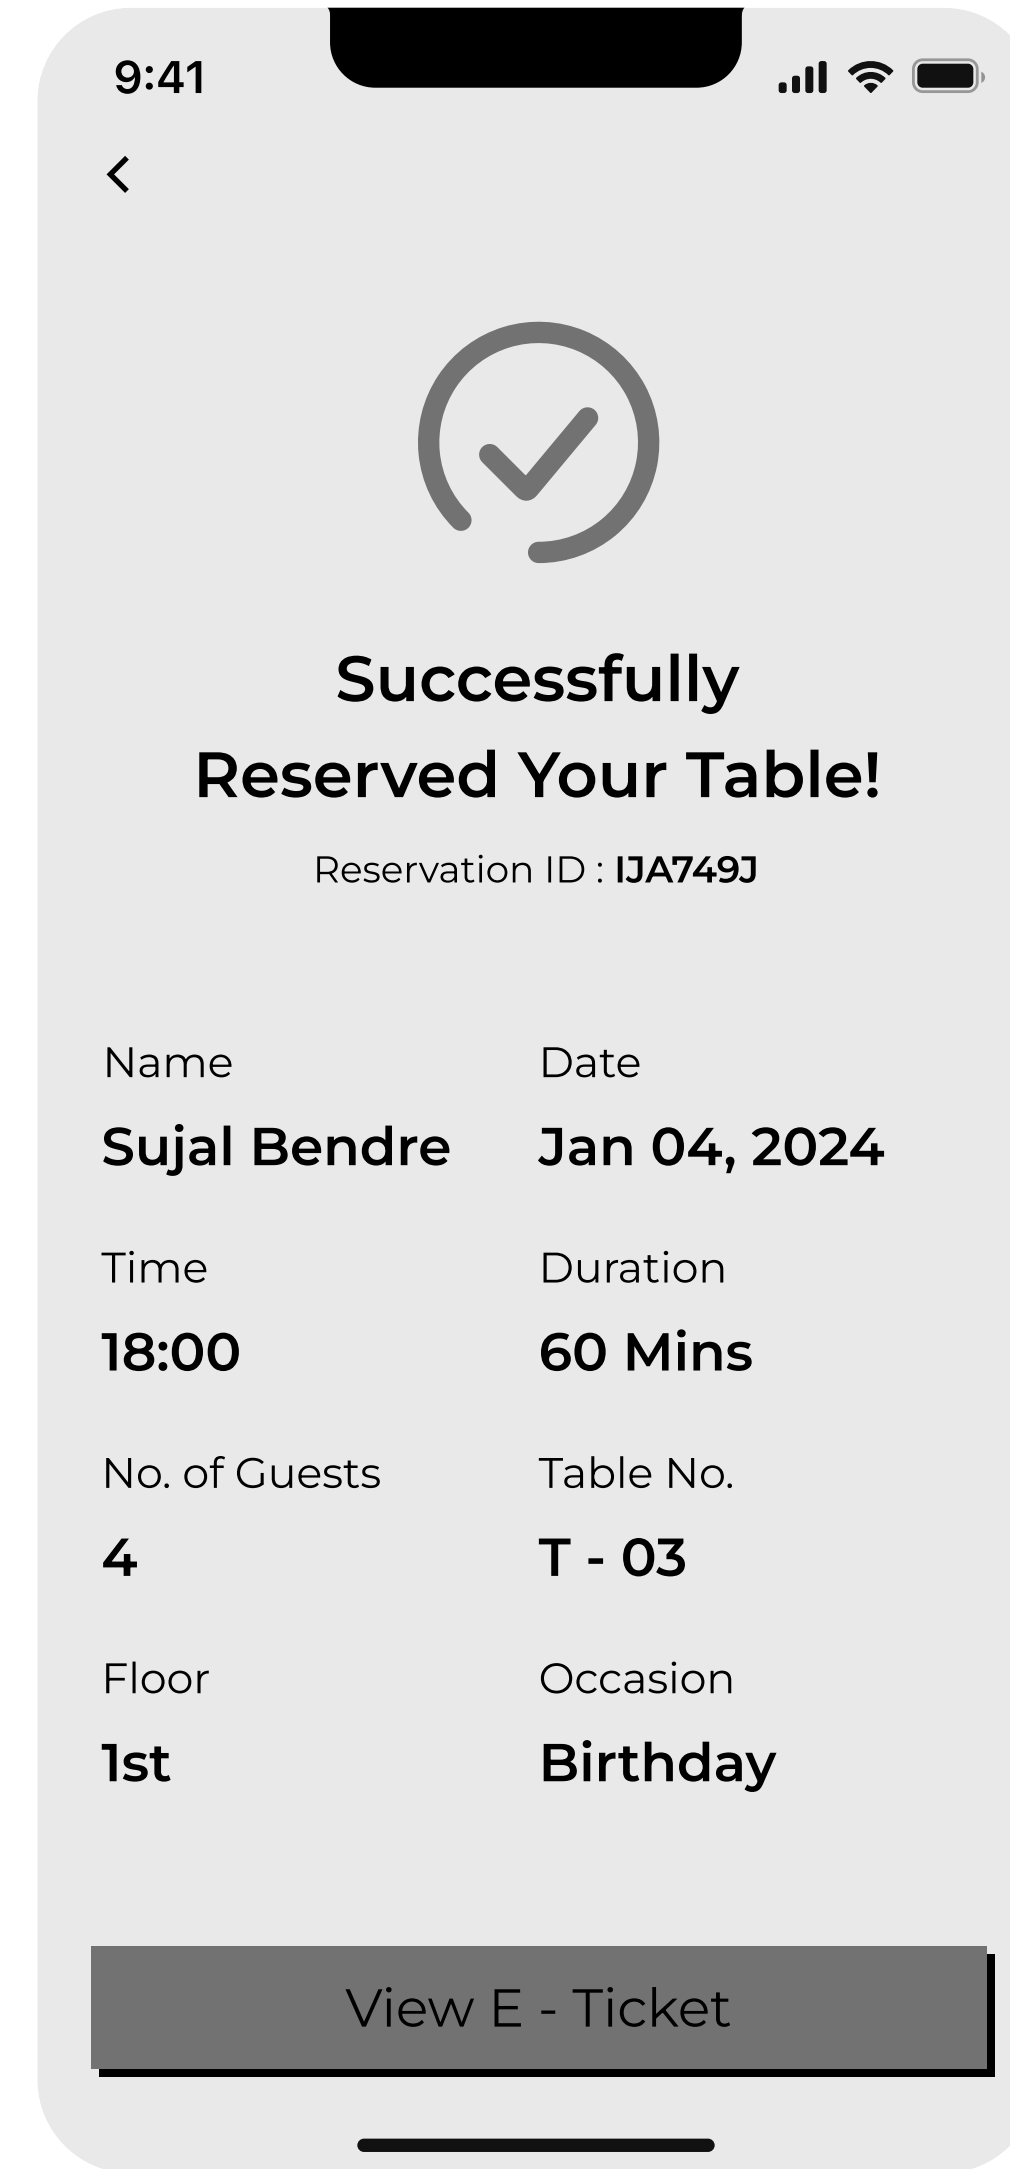 9:41
Successfully
Reserved Your Table!
Reservation ID : IJA749J
Name
Date
Sujal Bendre
Jan 04, 2024
Time
Duration
18:00
60 Mins
No. of Guests
Table No.
4
T - 03
Floor
Occasion
1st
Birthday
View E - Ticket